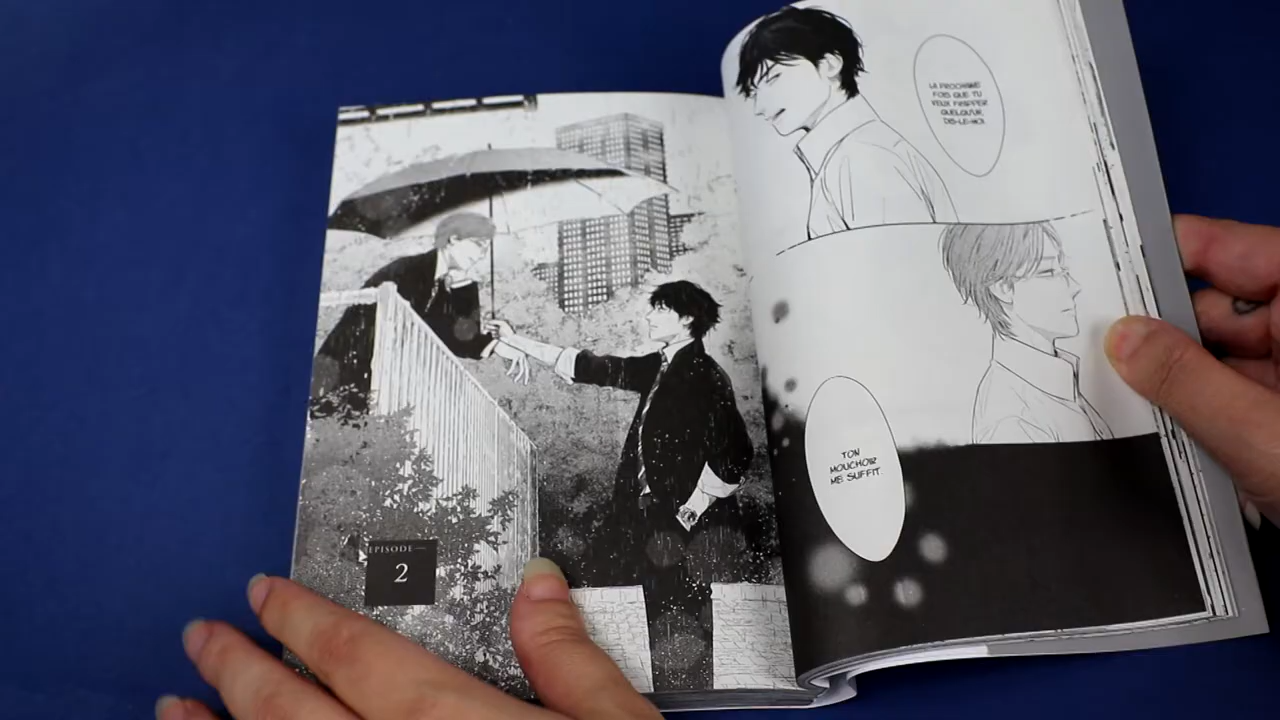 EPISODE—
2
LA PROCHAINE
FOIS QUE TU
VEUX FRAPPER
QUELQU'UN,
DIS-LE-MOI.
TON
MOUCHOIR
ME SUFFIT.